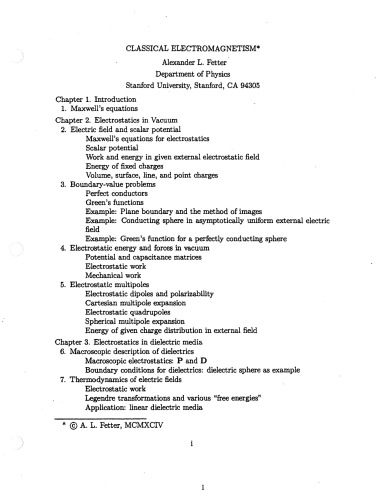 CLASSICAL ELECTROMAGNETISM*
Alexander L. Fetter
Department of Physics
Stanford University, Stanford, CA 94305
Chapter 1. Introduction
1. Maxwell's equations
Chapter 2. Electrostatics in Vacuum
2. Electric field and scalar potential
Maxwell's equations for electrostatics
Scalar potential
Work and energy in given external electrostatic field
Energy of fixed charges
Volume, surface, line, and point charges
3. Boundary-value problems
Perfect conductors
Green's functions
Example: Plane boundary and the method of images
Example: Conducting sphere in asymptotically uniform external electric
field
Example: Green's function for a perfectly conducting sphere
4. Electrostatic energy and forces in vacuum
Potential and capacitance matrices
Electrostatic work
Mechanical work
5. Electrostatic multipoles
Electrostatic dipoles and polarizability
Cartesian multipole expansion
Electrostatic quadrupoles
Spherical multipole expansion
Energy of given charge distribution in external field
Chapter 3. Electrostatics in dielectric media
6. Macroscopic description of dielectrics
Macroscopic electrostatics: P and D
Boundary conditions for dielectrics: dielectric sphere as example
7. Thermodynamics of electric fields
Electrostatic work
Legendre transformations and various "free energies"
Application: linear dielectric media
* © A. L. Fetter, MCMXCIV
i
1